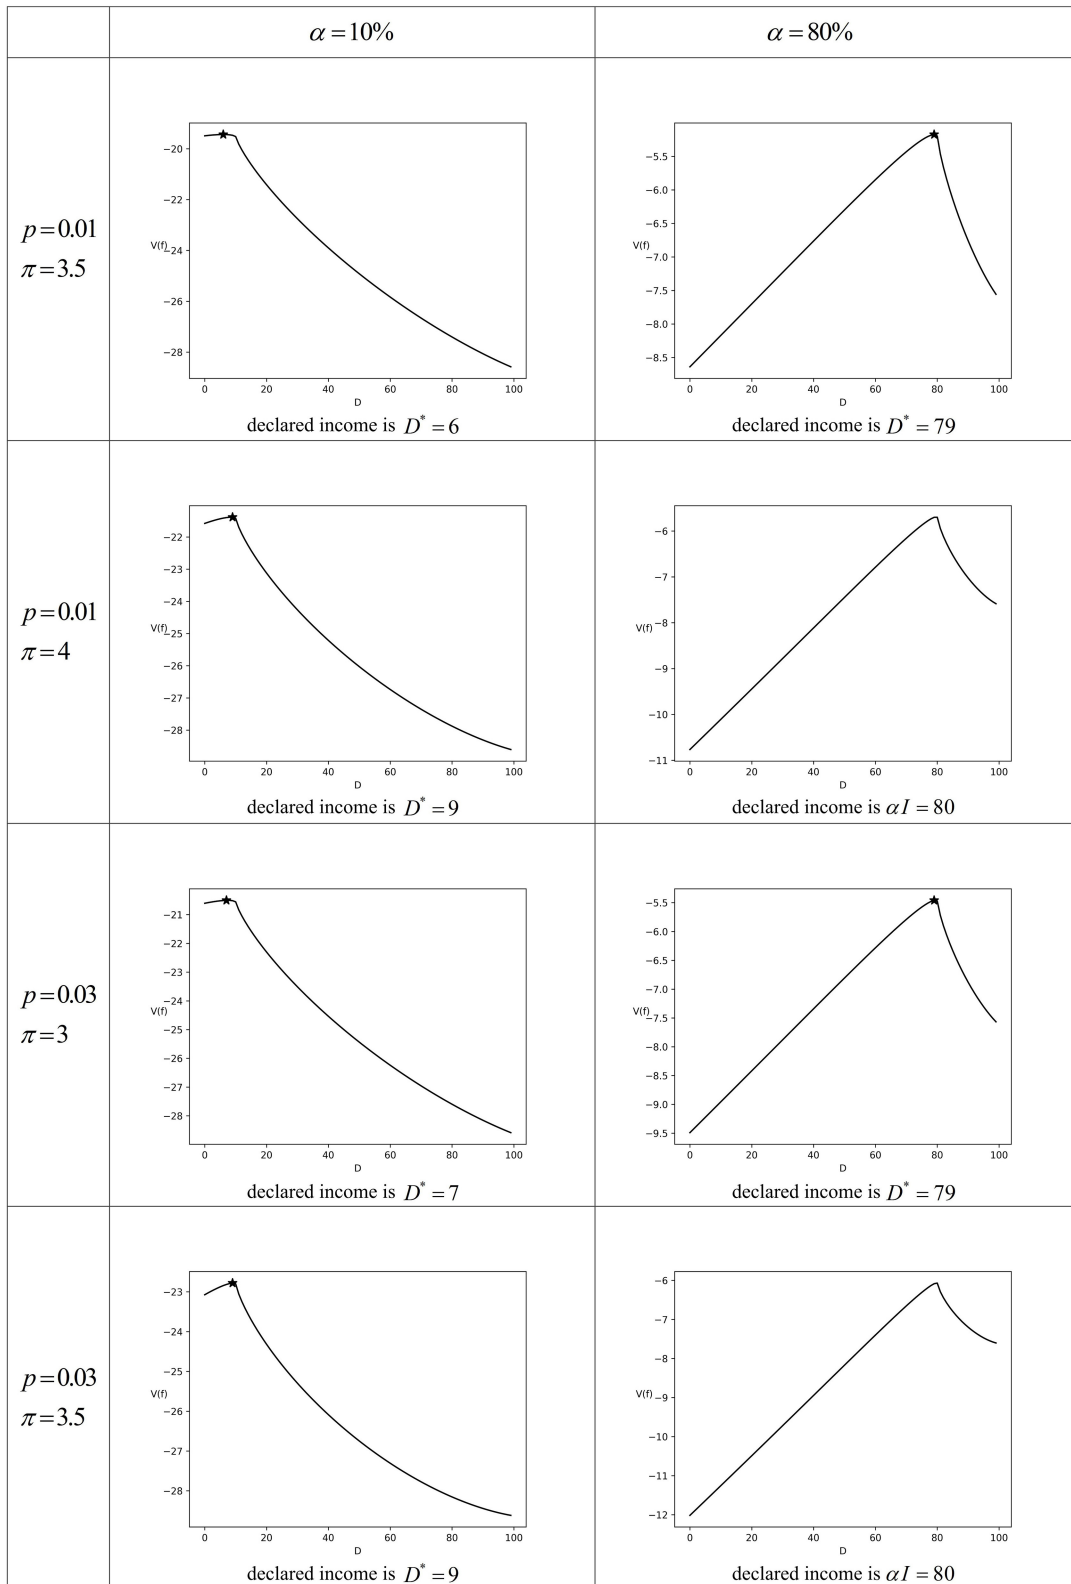 α = 10%
α = 80%
p = 0.01
π = 3.5
−20
−22
−24
−26
−28
V(f)
0 20 40 60 80 100
D
declared income is D* = 6
−5.5
−6.0
−6.5
−7.0
−7.5
−8.0
−8.5
V(f)
0 20 40 60 80 100
D
declared income is D* = 79
p = 0.01
π = 4
−22
−23
−24
−25
−26
−27
−28
V(f)
0 20 40 60 80 100
D
declared income is D* = 9
−6
−7
−8
−9
−10
−11
V(f)
0 20 40 60 80 100
D
declared income is αI = 80
p = 0.03
π = 3
−21
−22
−23
−24
−25
−26
−27
−28
V(f)
0 20 40 60 80 100
D
declared income is D* = 7
−5.5
−6.0
−6.5
−7.0
−7.5
−8.0
−8.5
−9.0
−9.5
V(f)
0 20 40 60 80 100
D
declared income is D* = 79
p = 0.03
π = 3.5
−23
−24
−25
−26
−27
−28
V(f)
0 20 40 60 80 100
D
declared income is D* = 9
−6
−7
−8
−9
−10
−11
−12
V(f)
0 20 40 60 80 100
D
declared income is αI = 80